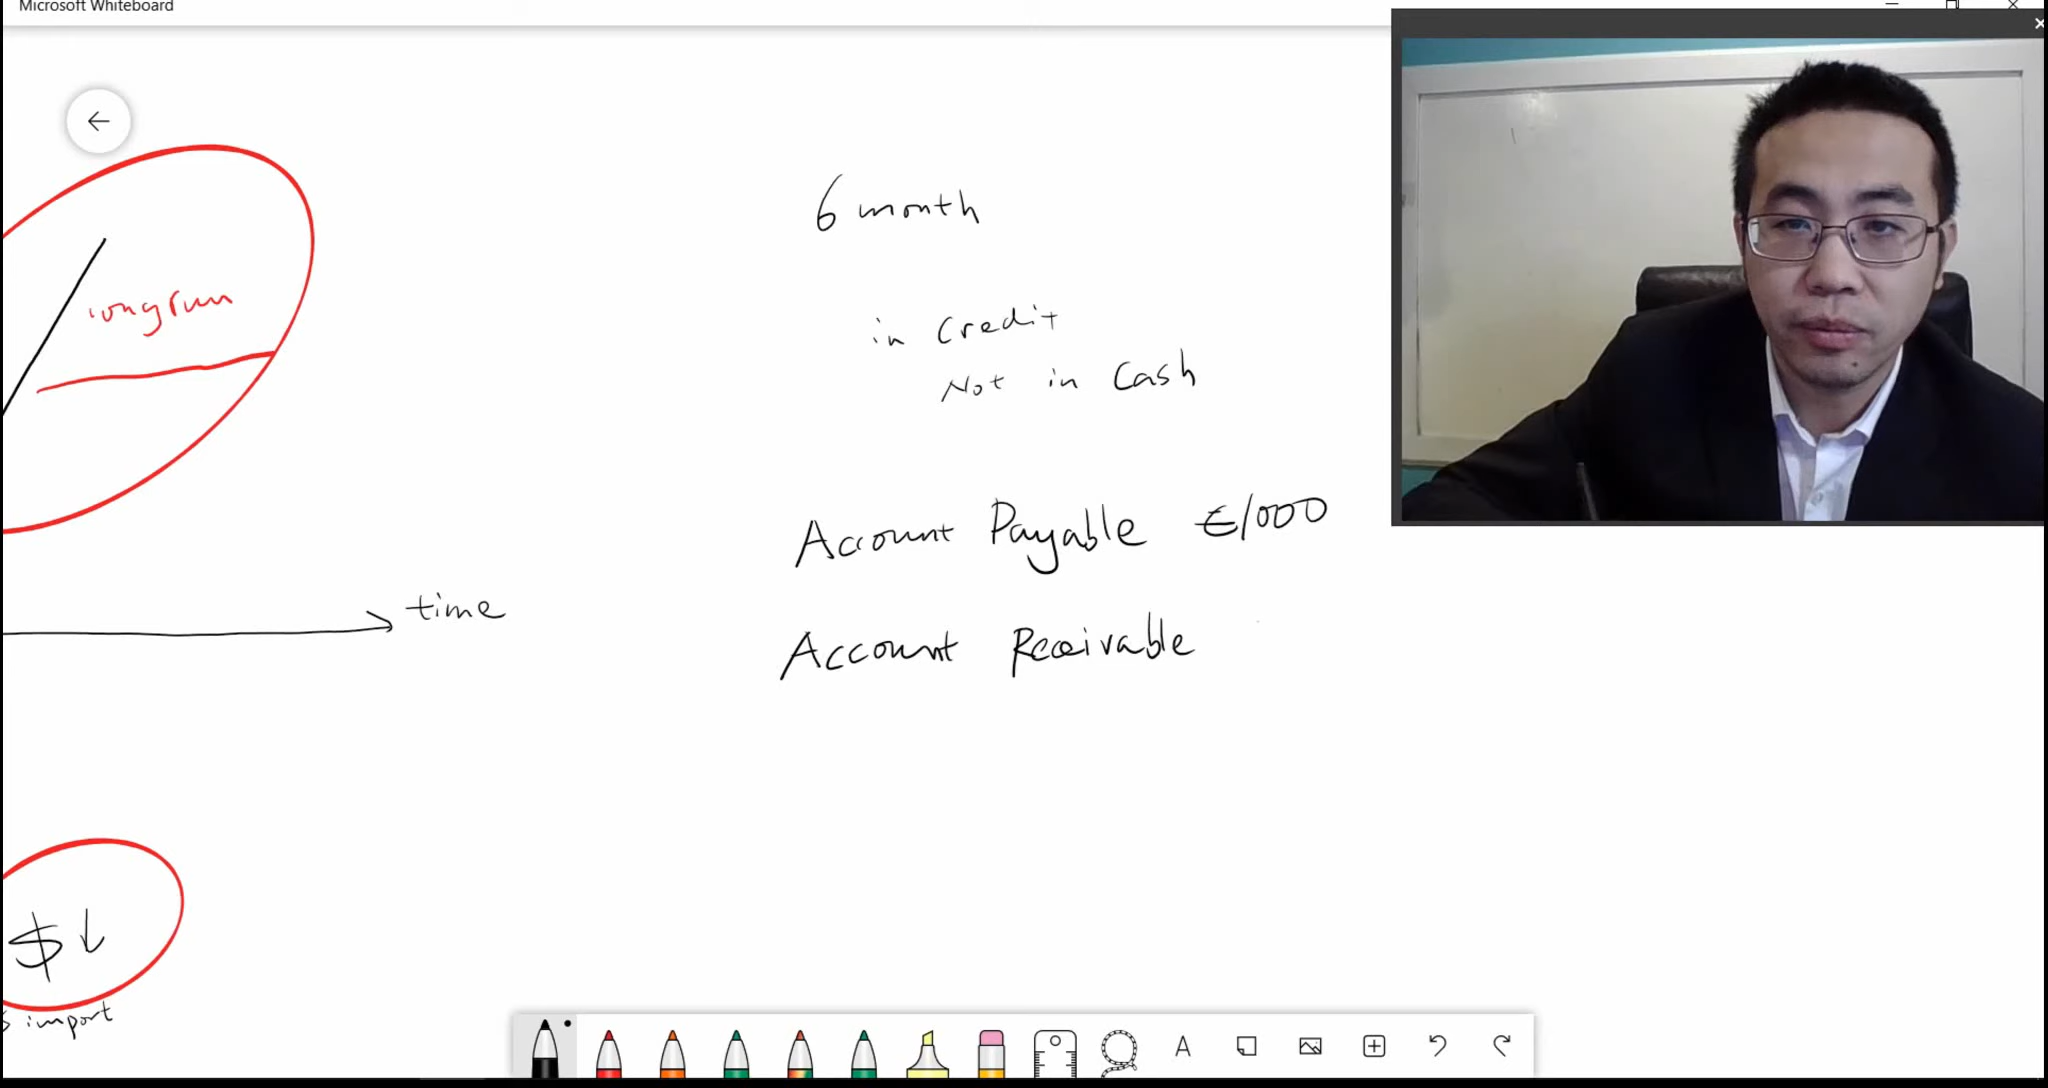 Microsoft Whiteboard
6 month
longrun
in Credit
Not in Cash
Account Payable €1000
time
Account Receivable
$↓
import
A